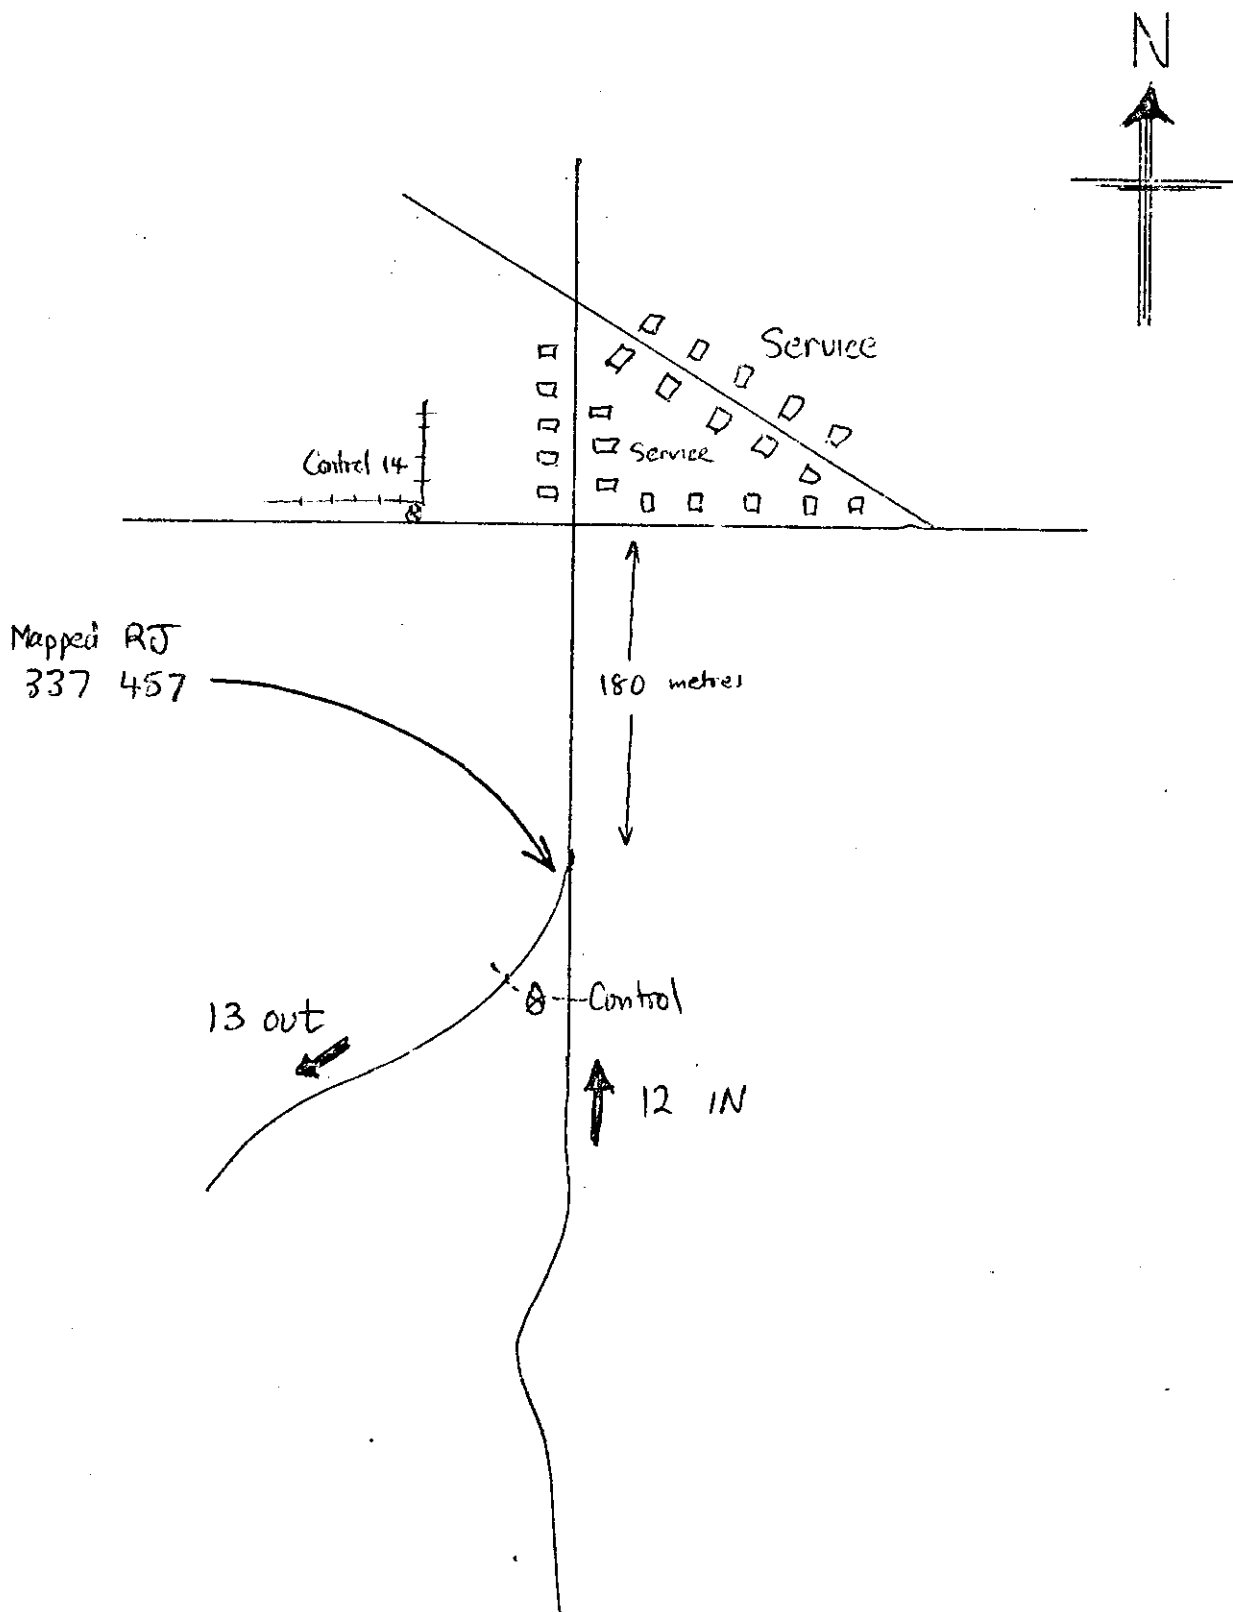 N
Service
Control 14
Service
Mapped RJ
337 457
180 metres
Control
13 out
12 IN